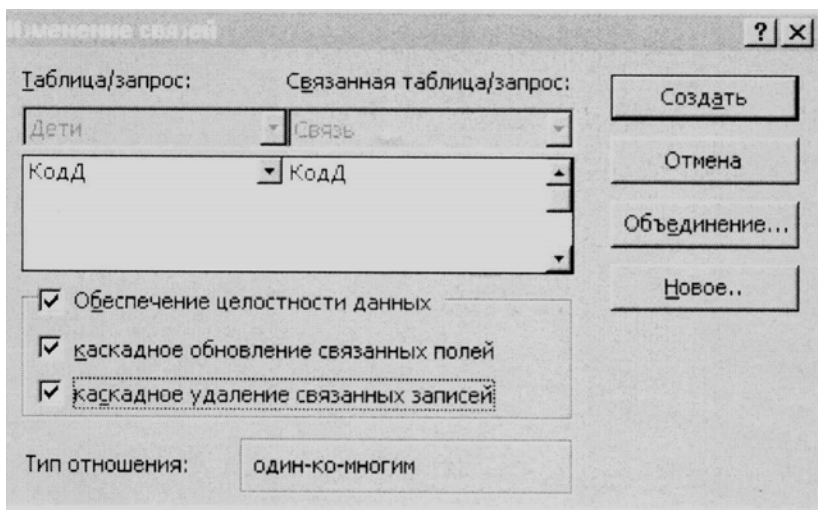 Изменение связей
Таблица/запрос: Связанная таблица/запрос:
Дети Связь
КодД КодД
Обеспечение целостности данных
каскадное обновление связанных полей
каскадное удаление связанных записей
Тип отношения: один-ко-многим
Создать
Отмена
Объединение...
Новое..